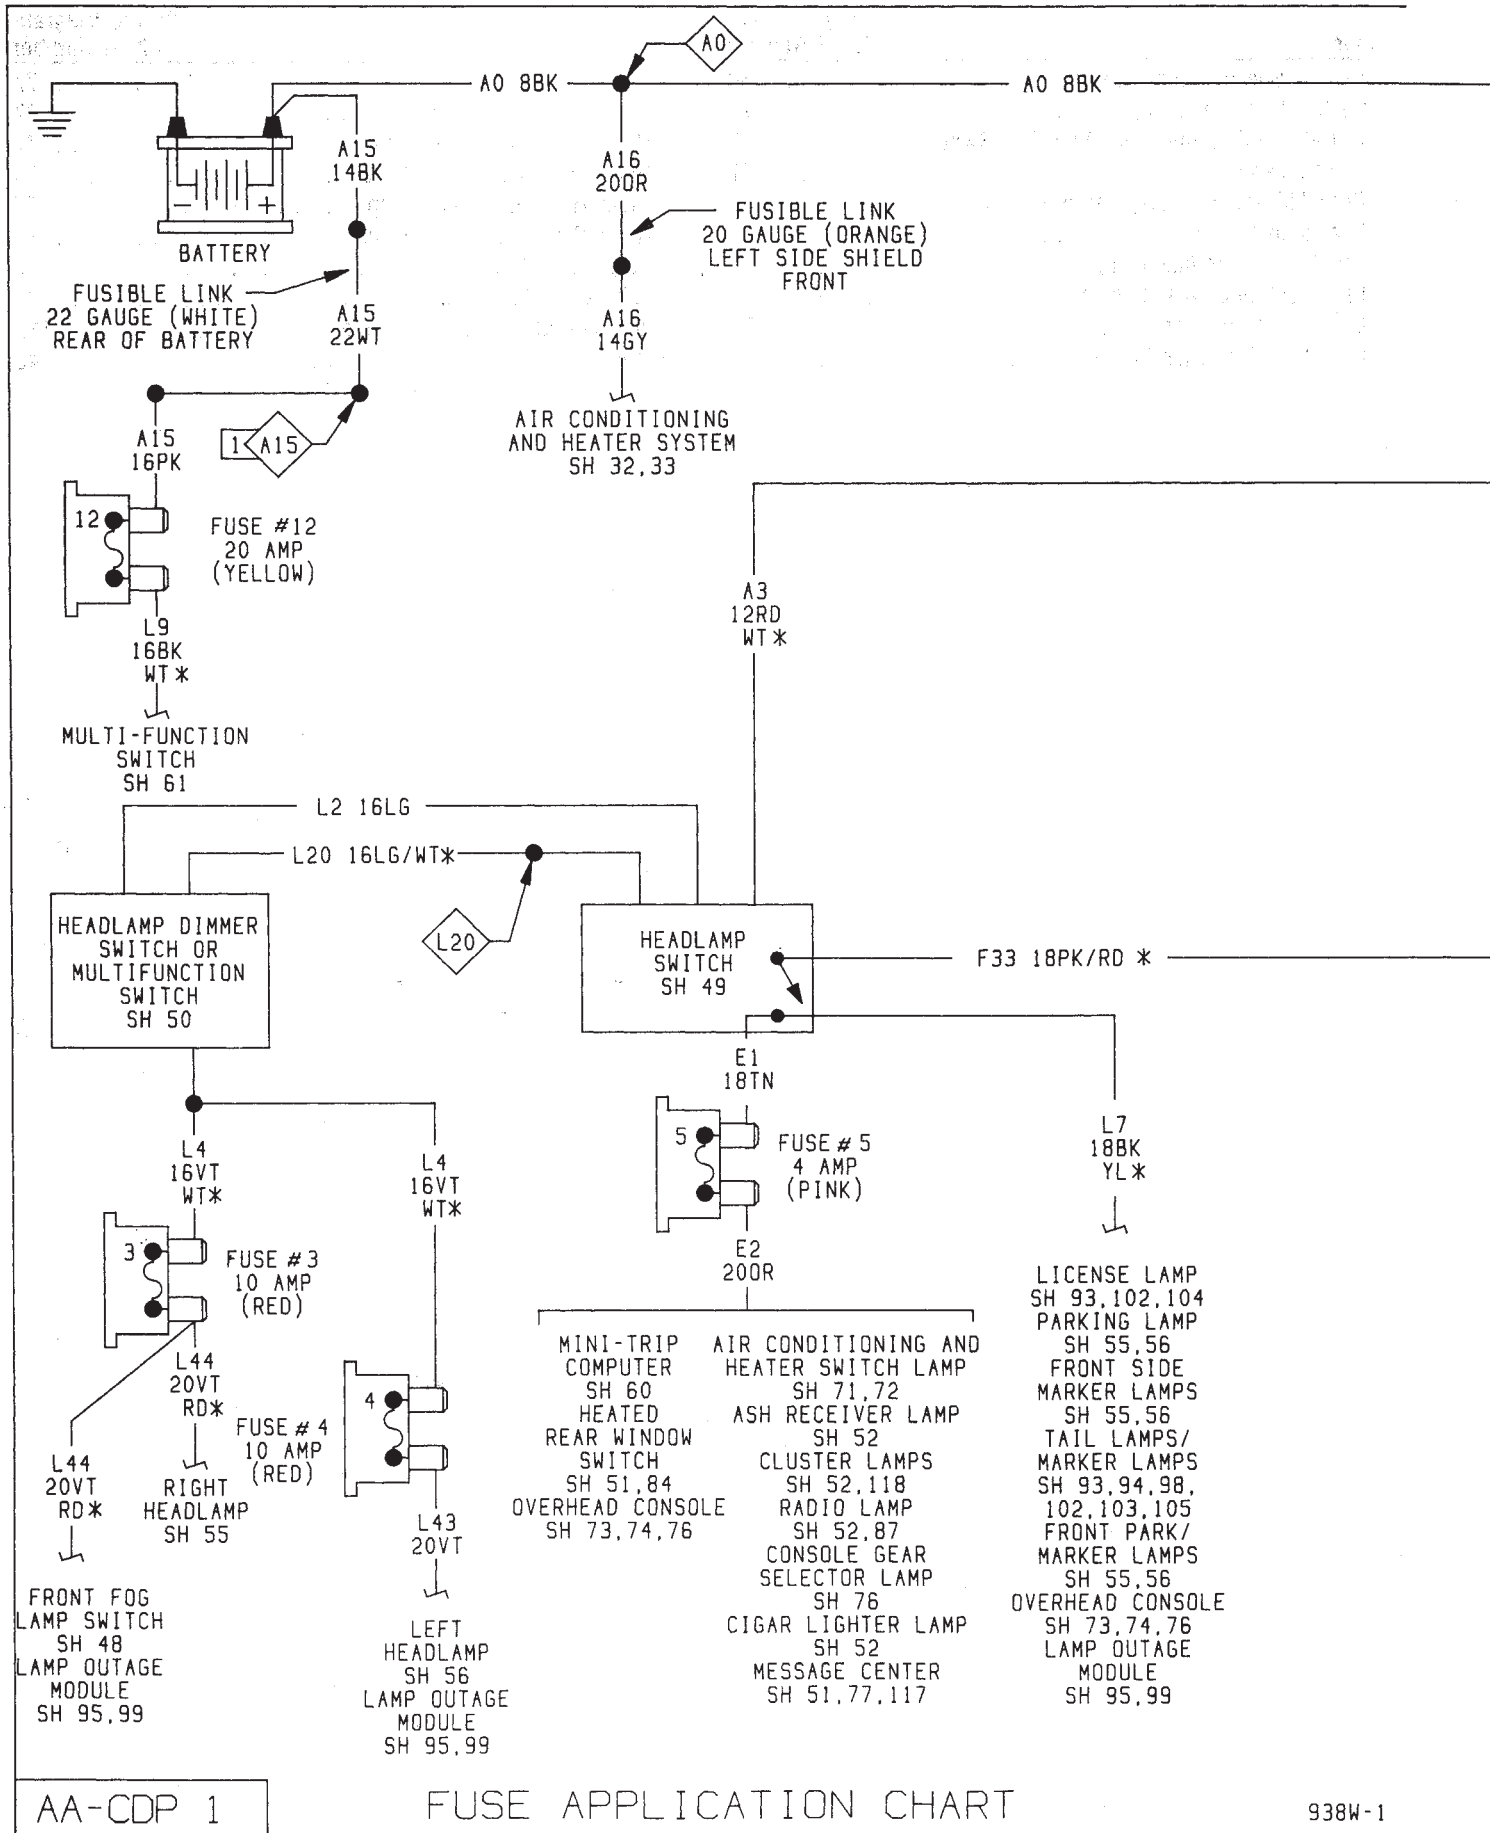 A0
A0 8BK
A0 8BK
A15
14BK
A16
20OR
BATTERY
FUSIBLE LINK
20 GAUGE (ORANGE)
LEFT SIDE SHIELD
FRONT
FUSIBLE LINK
22 GAUGE (WHITE)
REAR OF BATTERY
A15
22WT
A16
14GY
AIR CONDITIONING
AND HEATER SYSTEM
SH 32,33
1
A15
A15
16PK
12
FUSE #12
20 AMP
(YELLOW)
L9
16BK
WT*
MULTI-FUNCTION
SWITCH
SH 61
A3
12RD
WT*
L2 16LG
L20 16LG/WT*
L20
HEADLAMP DIMMER
SWITCH OR
MULTIFUNCTION
SWITCH
SH 50
HEADLAMP
SWITCH
SH 49
F33 18PK/RD *
E1
18TN
5
FUSE #5
4 AMP
(PINK)
L7
18BK
YL*
E2
20OR
L4
16VT
WT*
L4
16VT
WT*
3
FUSE #3
10 AMP
(RED)
L44
20VT
RD*
4
FUSE #4
10 AMP
(RED)
L44
20VT
RD*
RIGHT
HEADLAMP
SH 55
L43
20VT
FRONT FOG
LAMP SWITCH
SH 48
LAMP OUTAGE
MODULE
SH 95,99
LEFT
HEADLAMP
SH 56
LAMP OUTAGE
MODULE
SH 95,99
MINI-TRIP
COMPUTER
SH 60
HEATED
REAR WINDOW
SWITCH
SH 51,84
OVERHEAD CONSOLE
SH 73,74,76
AIR CONDITIONING AND
HEATER SWITCH LAMP
SH 71,72
ASH RECEIVER LAMP
SH 52
CLUSTER LAMPS
SH 52,118
RADIO LAMP
SH 52,87
CONSOLE GEAR
SELECTOR LAMP
SH 76
CIGAR LIGHTER LAMP
SH 52
MESSAGE CENTER
SH 51,77,117
LICENSE LAMP
SH 93,102,104
PARKING LAMP
SH 55,56
FRONT SIDE
MARKER LAMPS
SH 55,56
TAIL LAMPS/
MARKER LAMPS
SH 93,94,98,
102,103,105
FRONT PARK/
MARKER LAMPS
SH 55,56
OVERHEAD CONSOLE
SH 73,74,76
LAMP OUTAGE
MODULE
SH 95,99
AA-CDP 1
FUSE APPLICATION CHART
938W-1